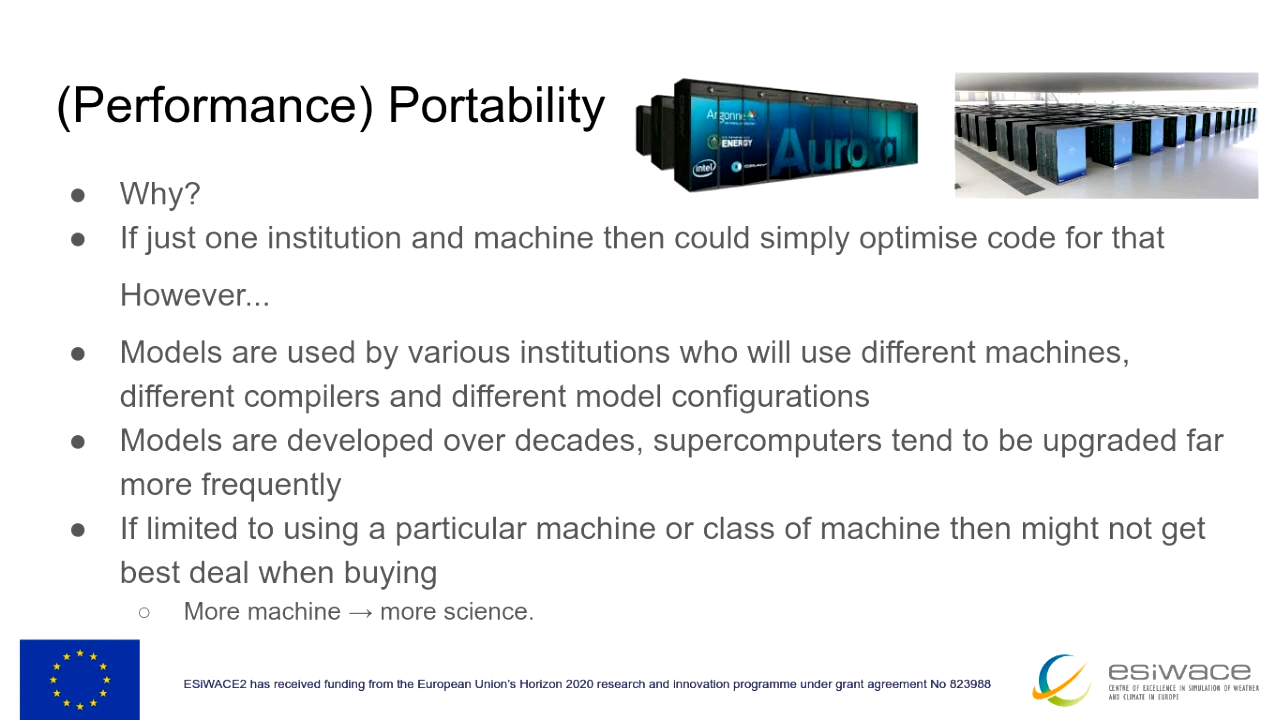 (Performance) Portability
Argonne
ENERGY
intel
CRAY
Aurora
● Why?
● If just one institution and machine then could simply optimise code for that
However...
● Models are used by various institutions who will use different machines,
different compilers and different model configurations
● Models are developed over decades, supercomputers tend to be upgraded far
more frequently
● If limited to using a particular machine or class of machine then might not get
best deal when buying
○ More machine → more science.
ESiWACE2 has received funding from the European Union's Horizon 2020 research and innovation programme under grant agreement No 823988
esiwace
CENTRE OF EXCELLENCE IN SIMULATION OF WEATHER
AND CLIMATE IN EUROPE